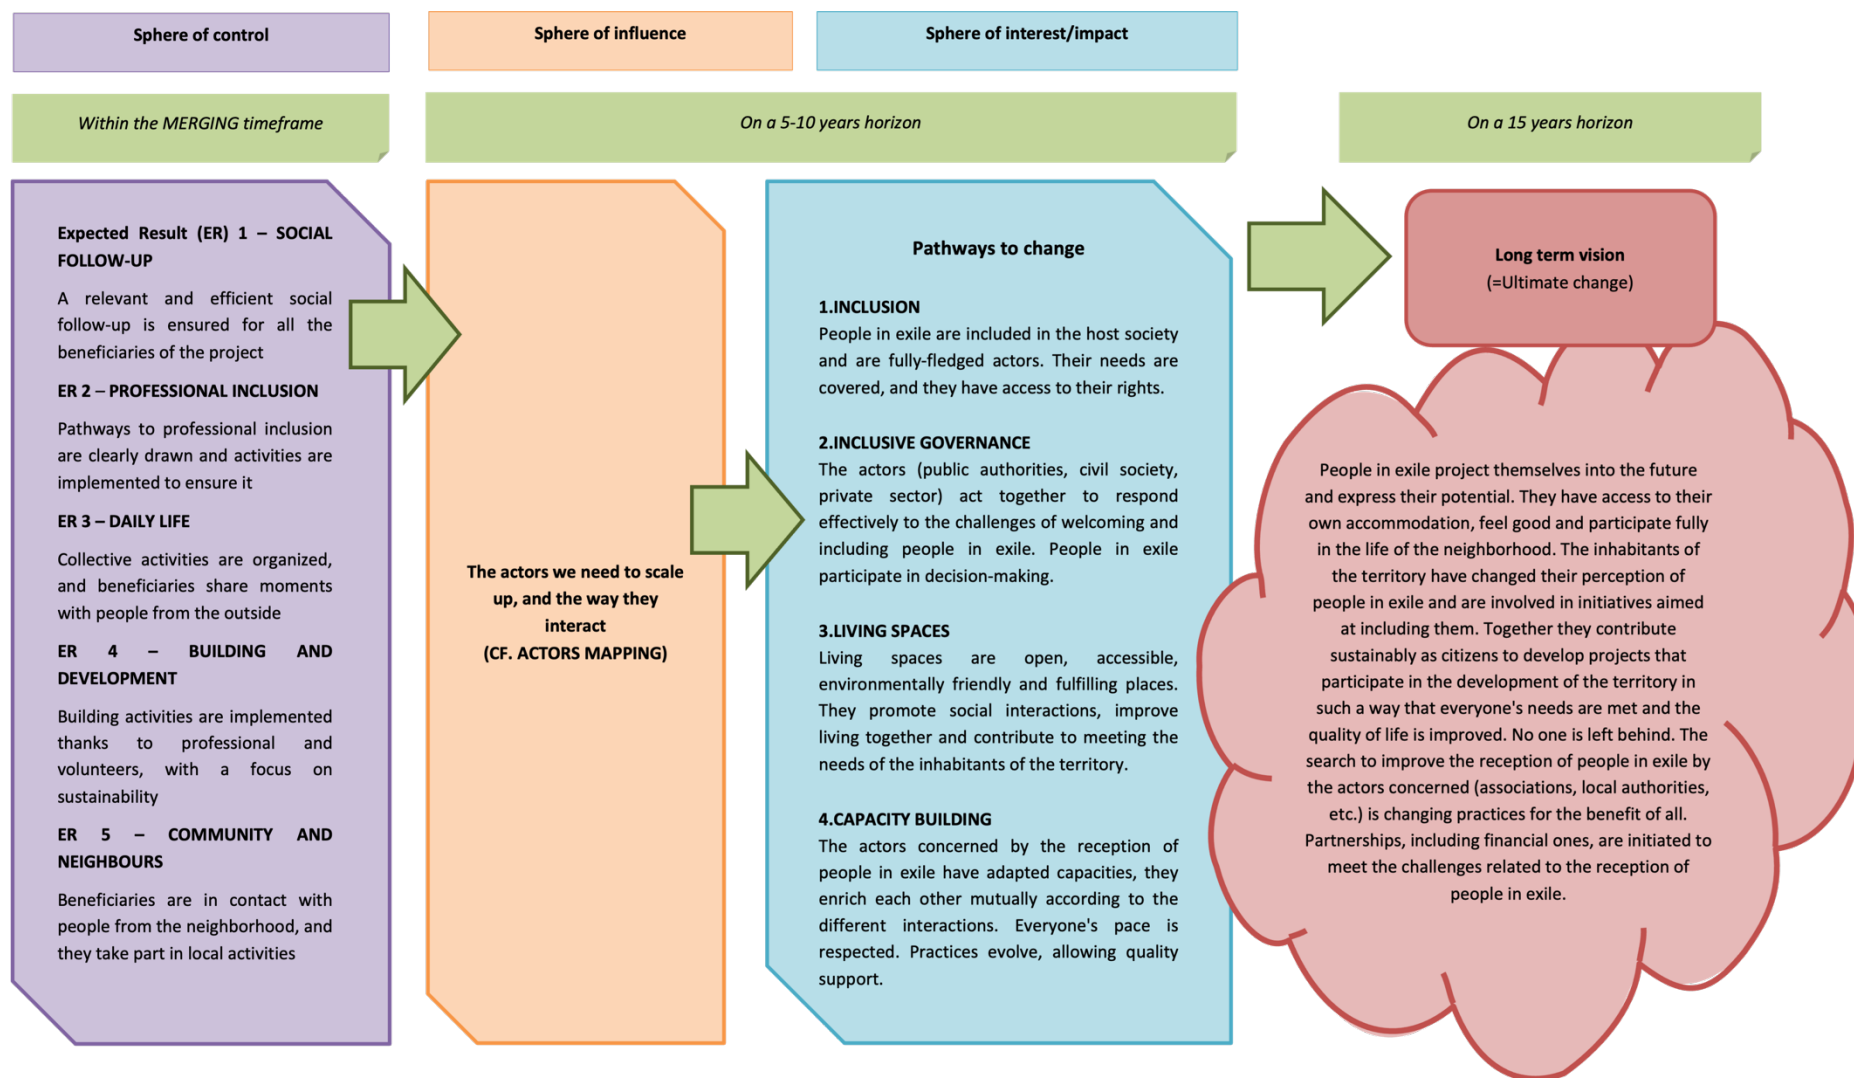 Sphere of control
Sphere of influence
Sphere of interest/impact
Within the MERGING timeframe
On a 5-10 years horizon
On a 15 years horizon
Expected Result (ER) 1 – SOCIAL
FOLLOW-UP
A relevant and efficient social
follow-up is ensured for all the
beneficiaries of the project
ER 2 – PROFESSIONAL INCLUSION
Pathways to professional inclusion
are clearly drawn and activities are
implemented to ensure it
ER 3 – DAILY LIFE
Collective activities are organized,
and beneficiaries share moments
with people from the outside
ER 4 – BUILDING AND
DEVELOPMENT
Building activities are implemented
thanks to professional and
volunteers, with a focus on
sustainability
ER 5 – COMMUNITY AND
NEIGHBOURS
Beneficiaries are in contact with
people from the neighborhood, and
they take part in local activities
The actors we need to scale
up, and the way they
interact
(CF. ACTORS MAPPING)
Pathways to change
1.INCLUSION
People in exile are included in the host society
and are fully-fledged actors. Their needs are
covered, and they have access to their rights.
2.INCLUSIVE GOVERNANCE
The actors (public authorities, civil society,
private sector) act together to respond
effectively to the challenges of welcoming and
including people in exile. People in exile
participate in decision-making.
3.LIVING SPACES
Living spaces are open, accessible,
environmentally friendly and fulfilling places.
They promote social interactions, improve
living together and contribute to meeting the
needs of the inhabitants of the territory.
4.CAPACITY BUILDING
The actors concerned by the reception of
people in exile have adapted capacities, they
enrich each other mutually according to the
different interactions. Everyone's pace is
respected. Practices evolve, allowing quality
support.
Long term vision
(=Ultimate change)
People in exile project themselves into the future
and express their potential. They have access to their
own accommodation, feel good and participate fully
in the life of the neighborhood. The inhabitants of
the territory have changed their perception of
people in exile and are involved in initiatives aimed
at including them. Together they contribute
sustainably as citizens to develop projects that
participate in the development of the territory in
such a way that everyone's needs are met and the
quality of life is improved. No one is left behind. The
search to improve the reception of people in exile by
the actors concerned (associations, local authorities,
etc.) is changing practices for the benefit of all.
Partnerships, including financial ones, are initiated to
meet the challenges related to the reception of
people in exile.